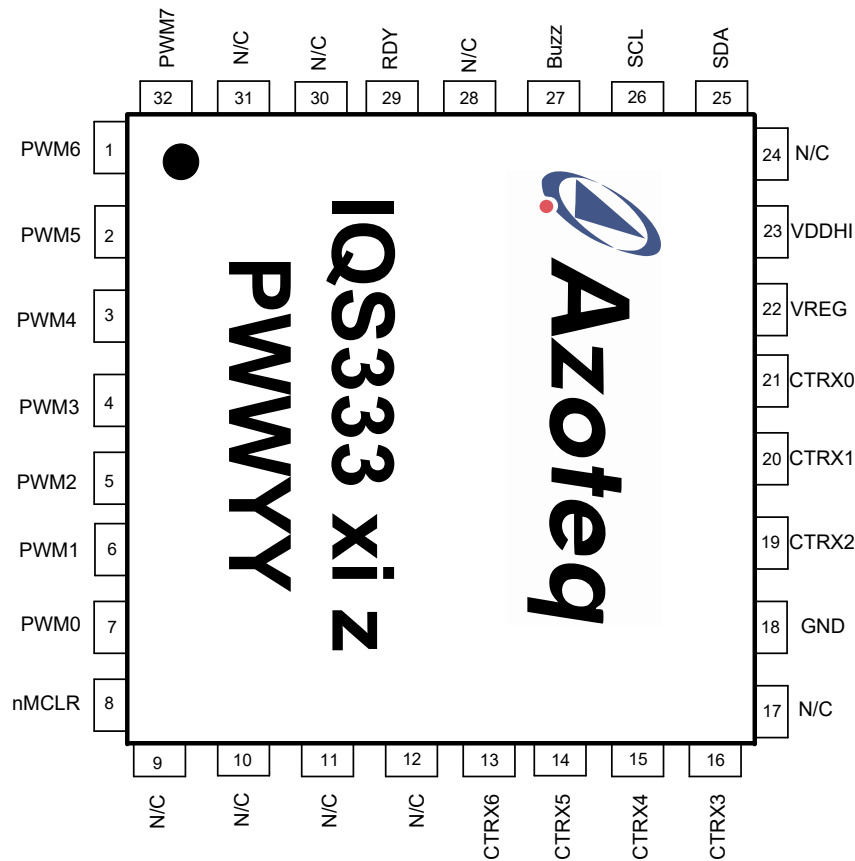 PWM7
N/C
N/C
RDY
N/C
Buzz
SCL
SDA
32
31
30
29
28
27
26
25
PWM6 1
PWM5 2
PWM4 3
PWM3 4
PWM2 5
PWM1 6
PWM0 7
nMCLR 8
Azoteq
IQS333 xi z
PWWYY
24 N/C
23 VDDHI
22 VREG
21 CTRX0
20 CTRX1
19 CTRX2
18 GND
17 N/C
9
10
11
12
13
14
15
16
N/C
N/C
N/C
N/C
CTRX6
CTRX5
CTRX4
CTRX3